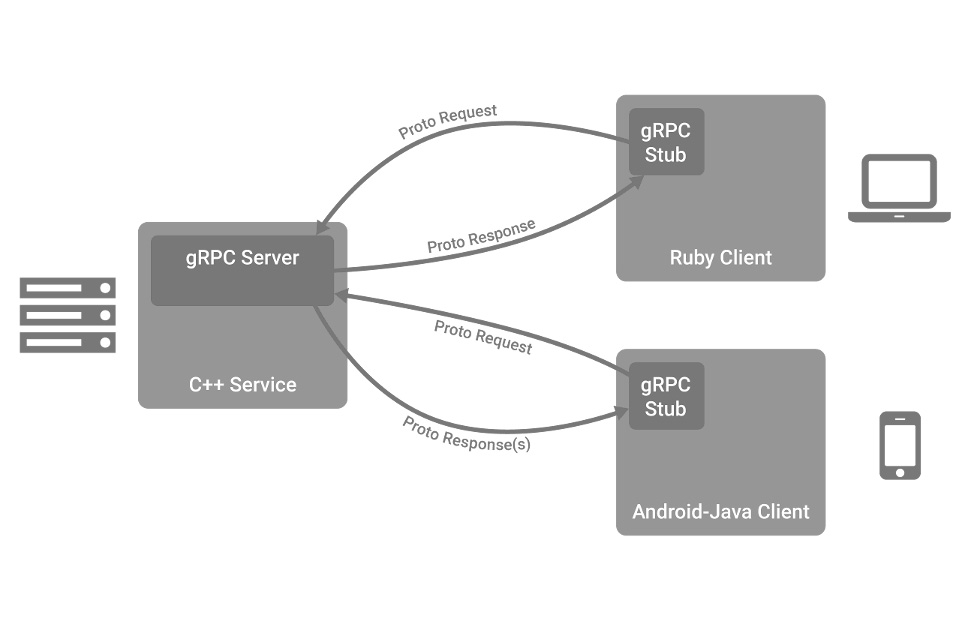 Proto Request
gRPC
Stub
Proto Response
Ruby Client
gRPC Server
C++ Service
Proto Request
gRPC
Stub
Proto Response(s)
Android-Java Client